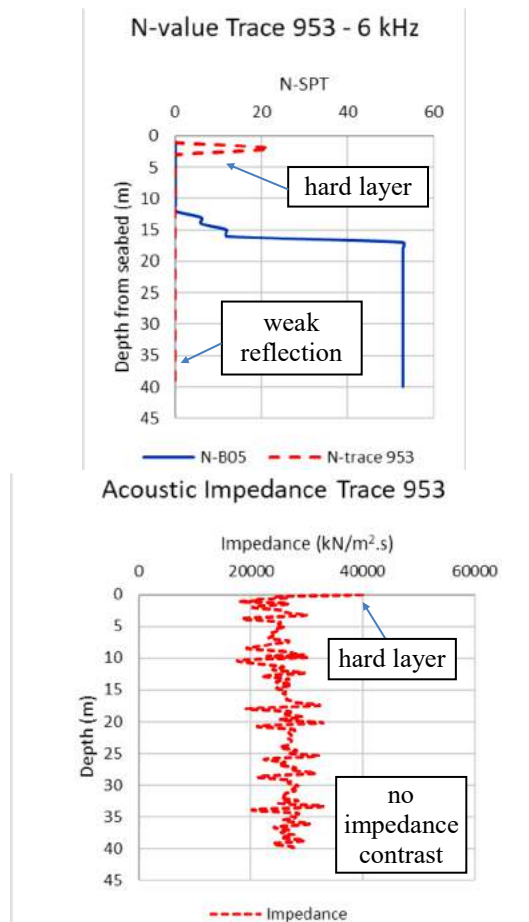 N-value Trace 953 - 6 kHz
N-SPT
0 20 40 60
0
5
10
15
20
25
30
35
40
45
Depth from seabed (m)
hard layer
weak
reflection
N-B05 N-trace 953
Acoustic Impedance Trace 953
Impedance (kN/m².s)
0 20000 40000 60000
0
5
10
15
20
25
30
35
40
45
Depth (m)
hard layer
no
impedance
contrast
Impedance